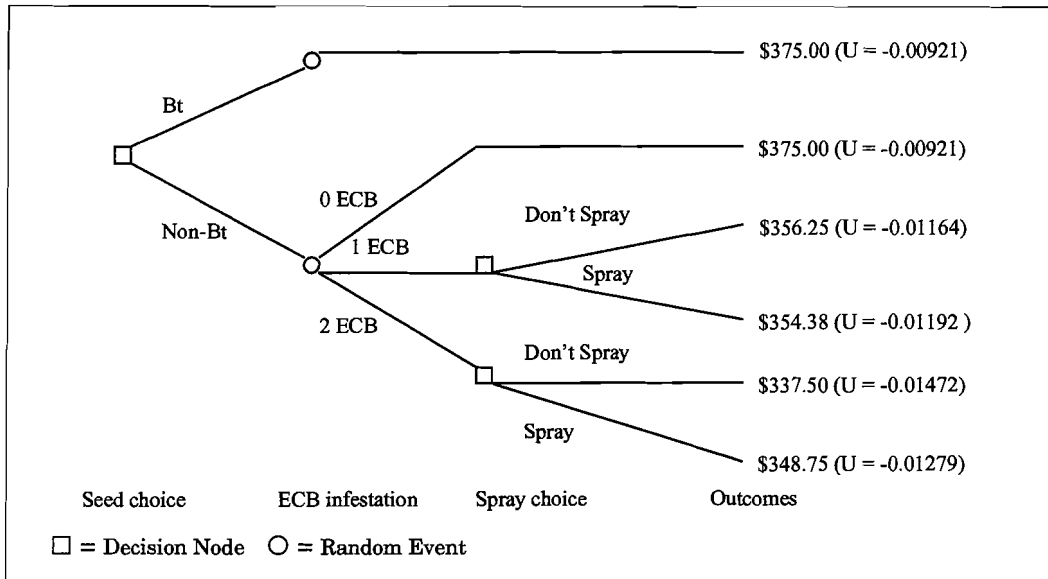 $375.00 (U = -0.00921)
Bt
$375.00 (U = -0.00921)
0 ECB
Don't Spray
Non-Bt
$356.25 (U = -0.01164)
1 ECB
Spray
$354.38 (U = -0.01192 )
2 ECB
Don't Spray
$337.50 (U = -0.01472)
Spray
$348.75 (U = -0.01279)
Seed choice ECB infestation Spray choice Outcomes
= Decision Node = Random Event